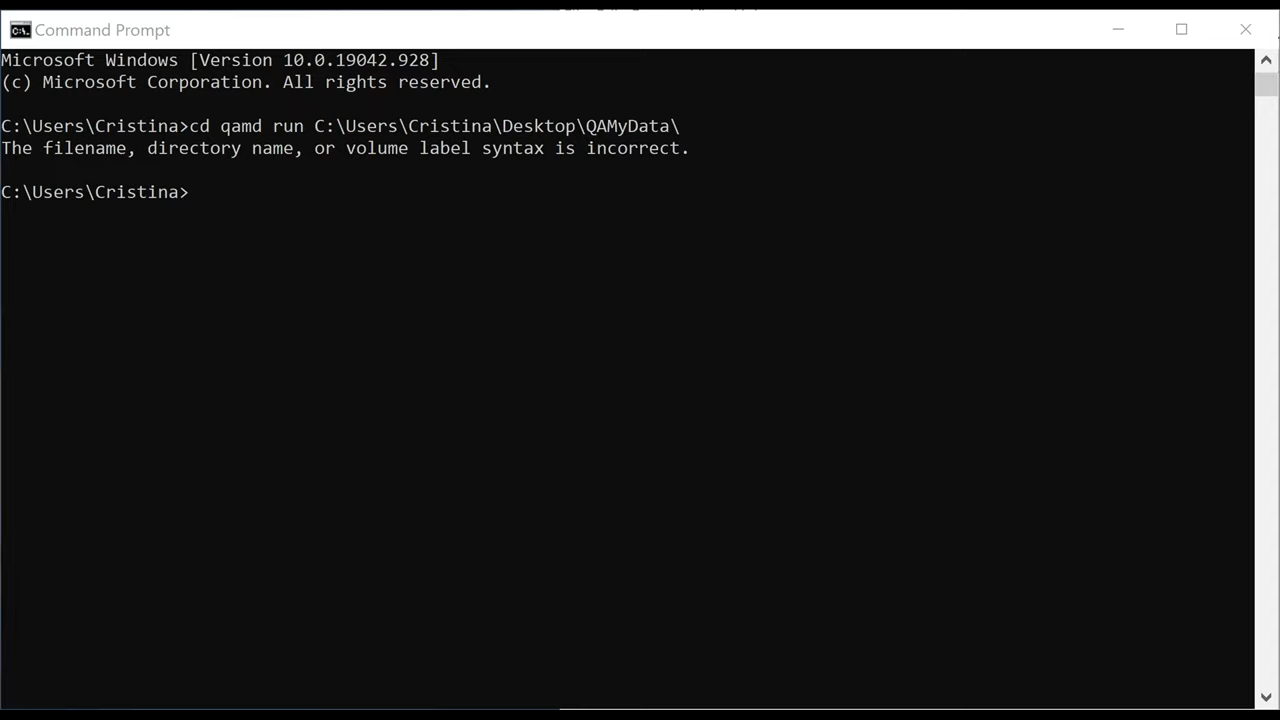 Command Prompt
Microsoft Windows [Version 10.0.19042.928]
(c) Microsoft Corporation. All rights reserved.
C:\Users\Cristina>cd qamd run C:\Users\Cristina\Desktop\QAMyData\
The filename, directory name, or volume label syntax is incorrect.
C:\Users\Cristina>